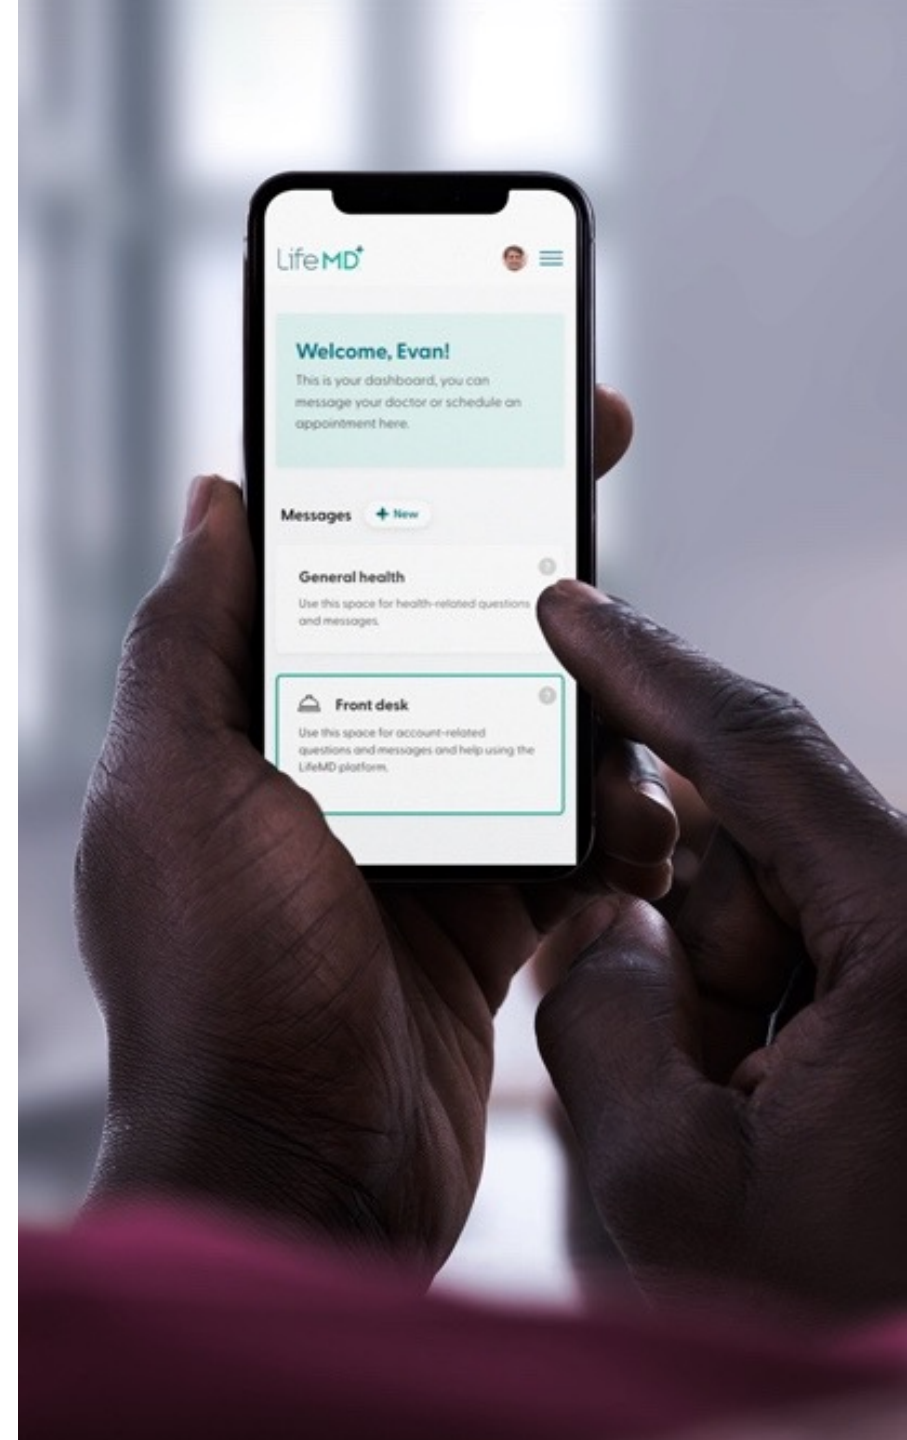 LifeMD+
Welcome, Evan!
This is your dashboard, you can
message your doctor or schedule an
appointment here.
Messages
+ New
General health
?
Use this space for health-related questions
and messages.
Front desk
?
Use this space for account-related
questions and messages and help using the
LifeMD platform.